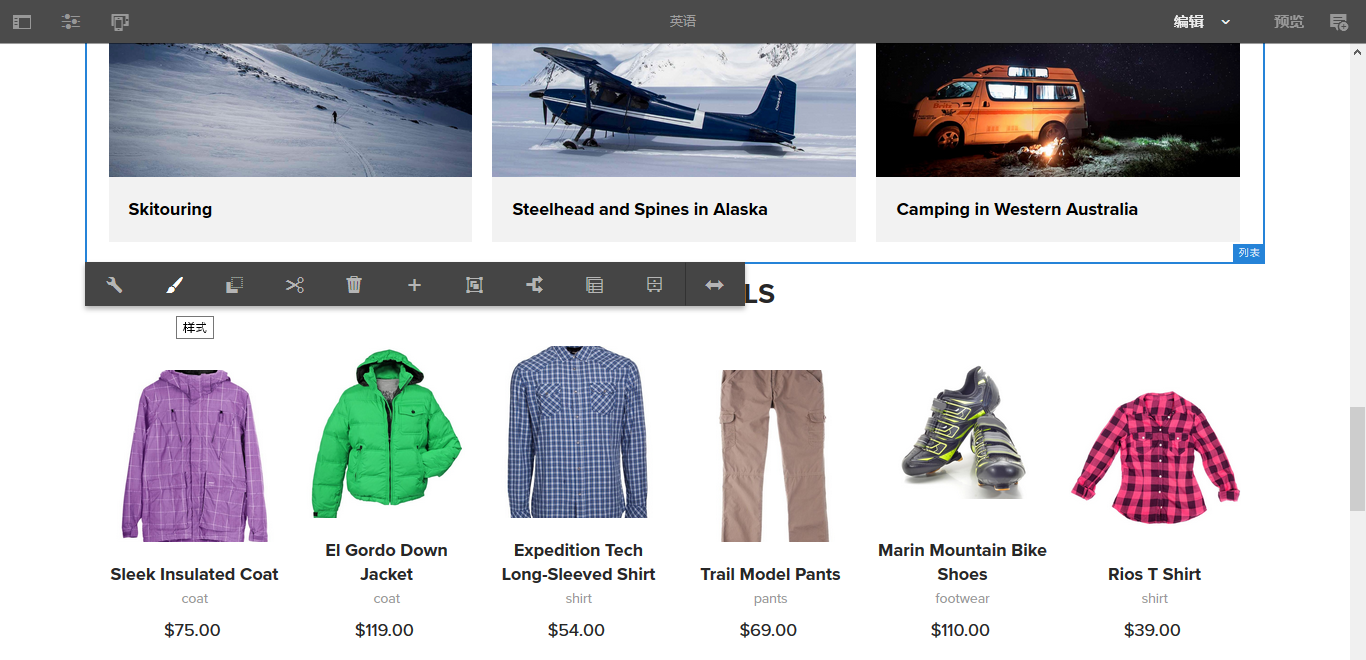 英语
编辑
预览
Skitouring
Steelhead and Spines in Alaska
Camping in Western Australia
列表
LS
样式
Sleek Insulated Coat
coat
$75.00
El Gordo Down
Jacket
coat
$119.00
Expedition Tech
Long-Sleeved Shirt
shirt
$54.00
Trail Model Pants
pants
$69.00
Marin Mountain Bike
Shoes
footwear
$110.00
Rios T Shirt
shirt
$39.00